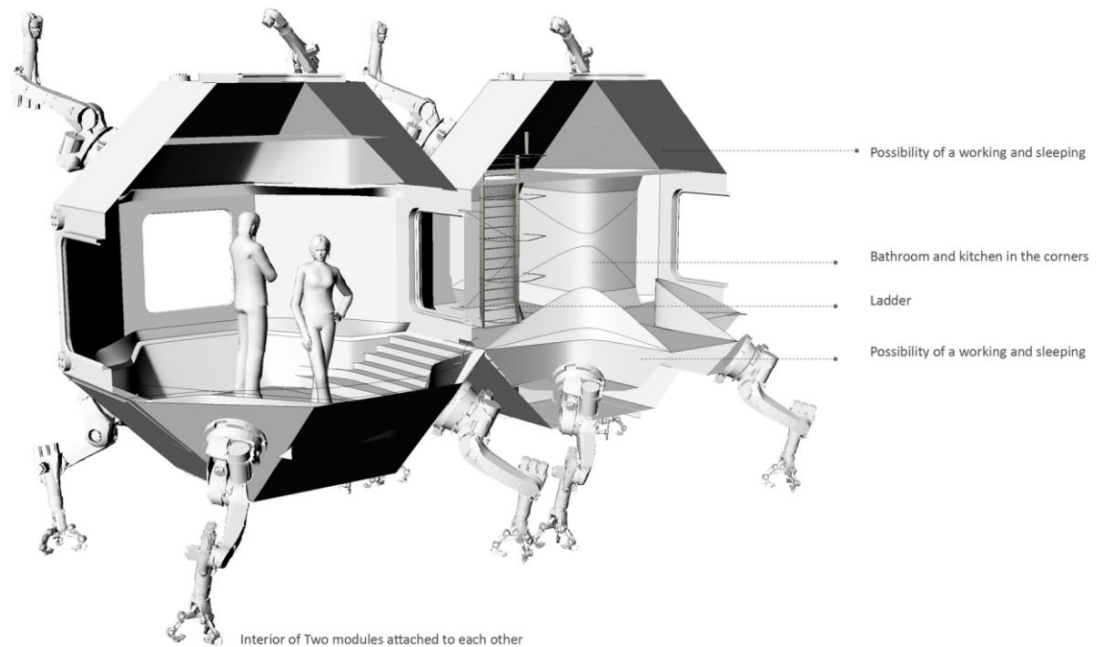 Possibility of a working and sleeping
Bathroom and kitchen in the corners
Ladder
Possibility of a working and sleeping
Interior of Two modules attached to each other